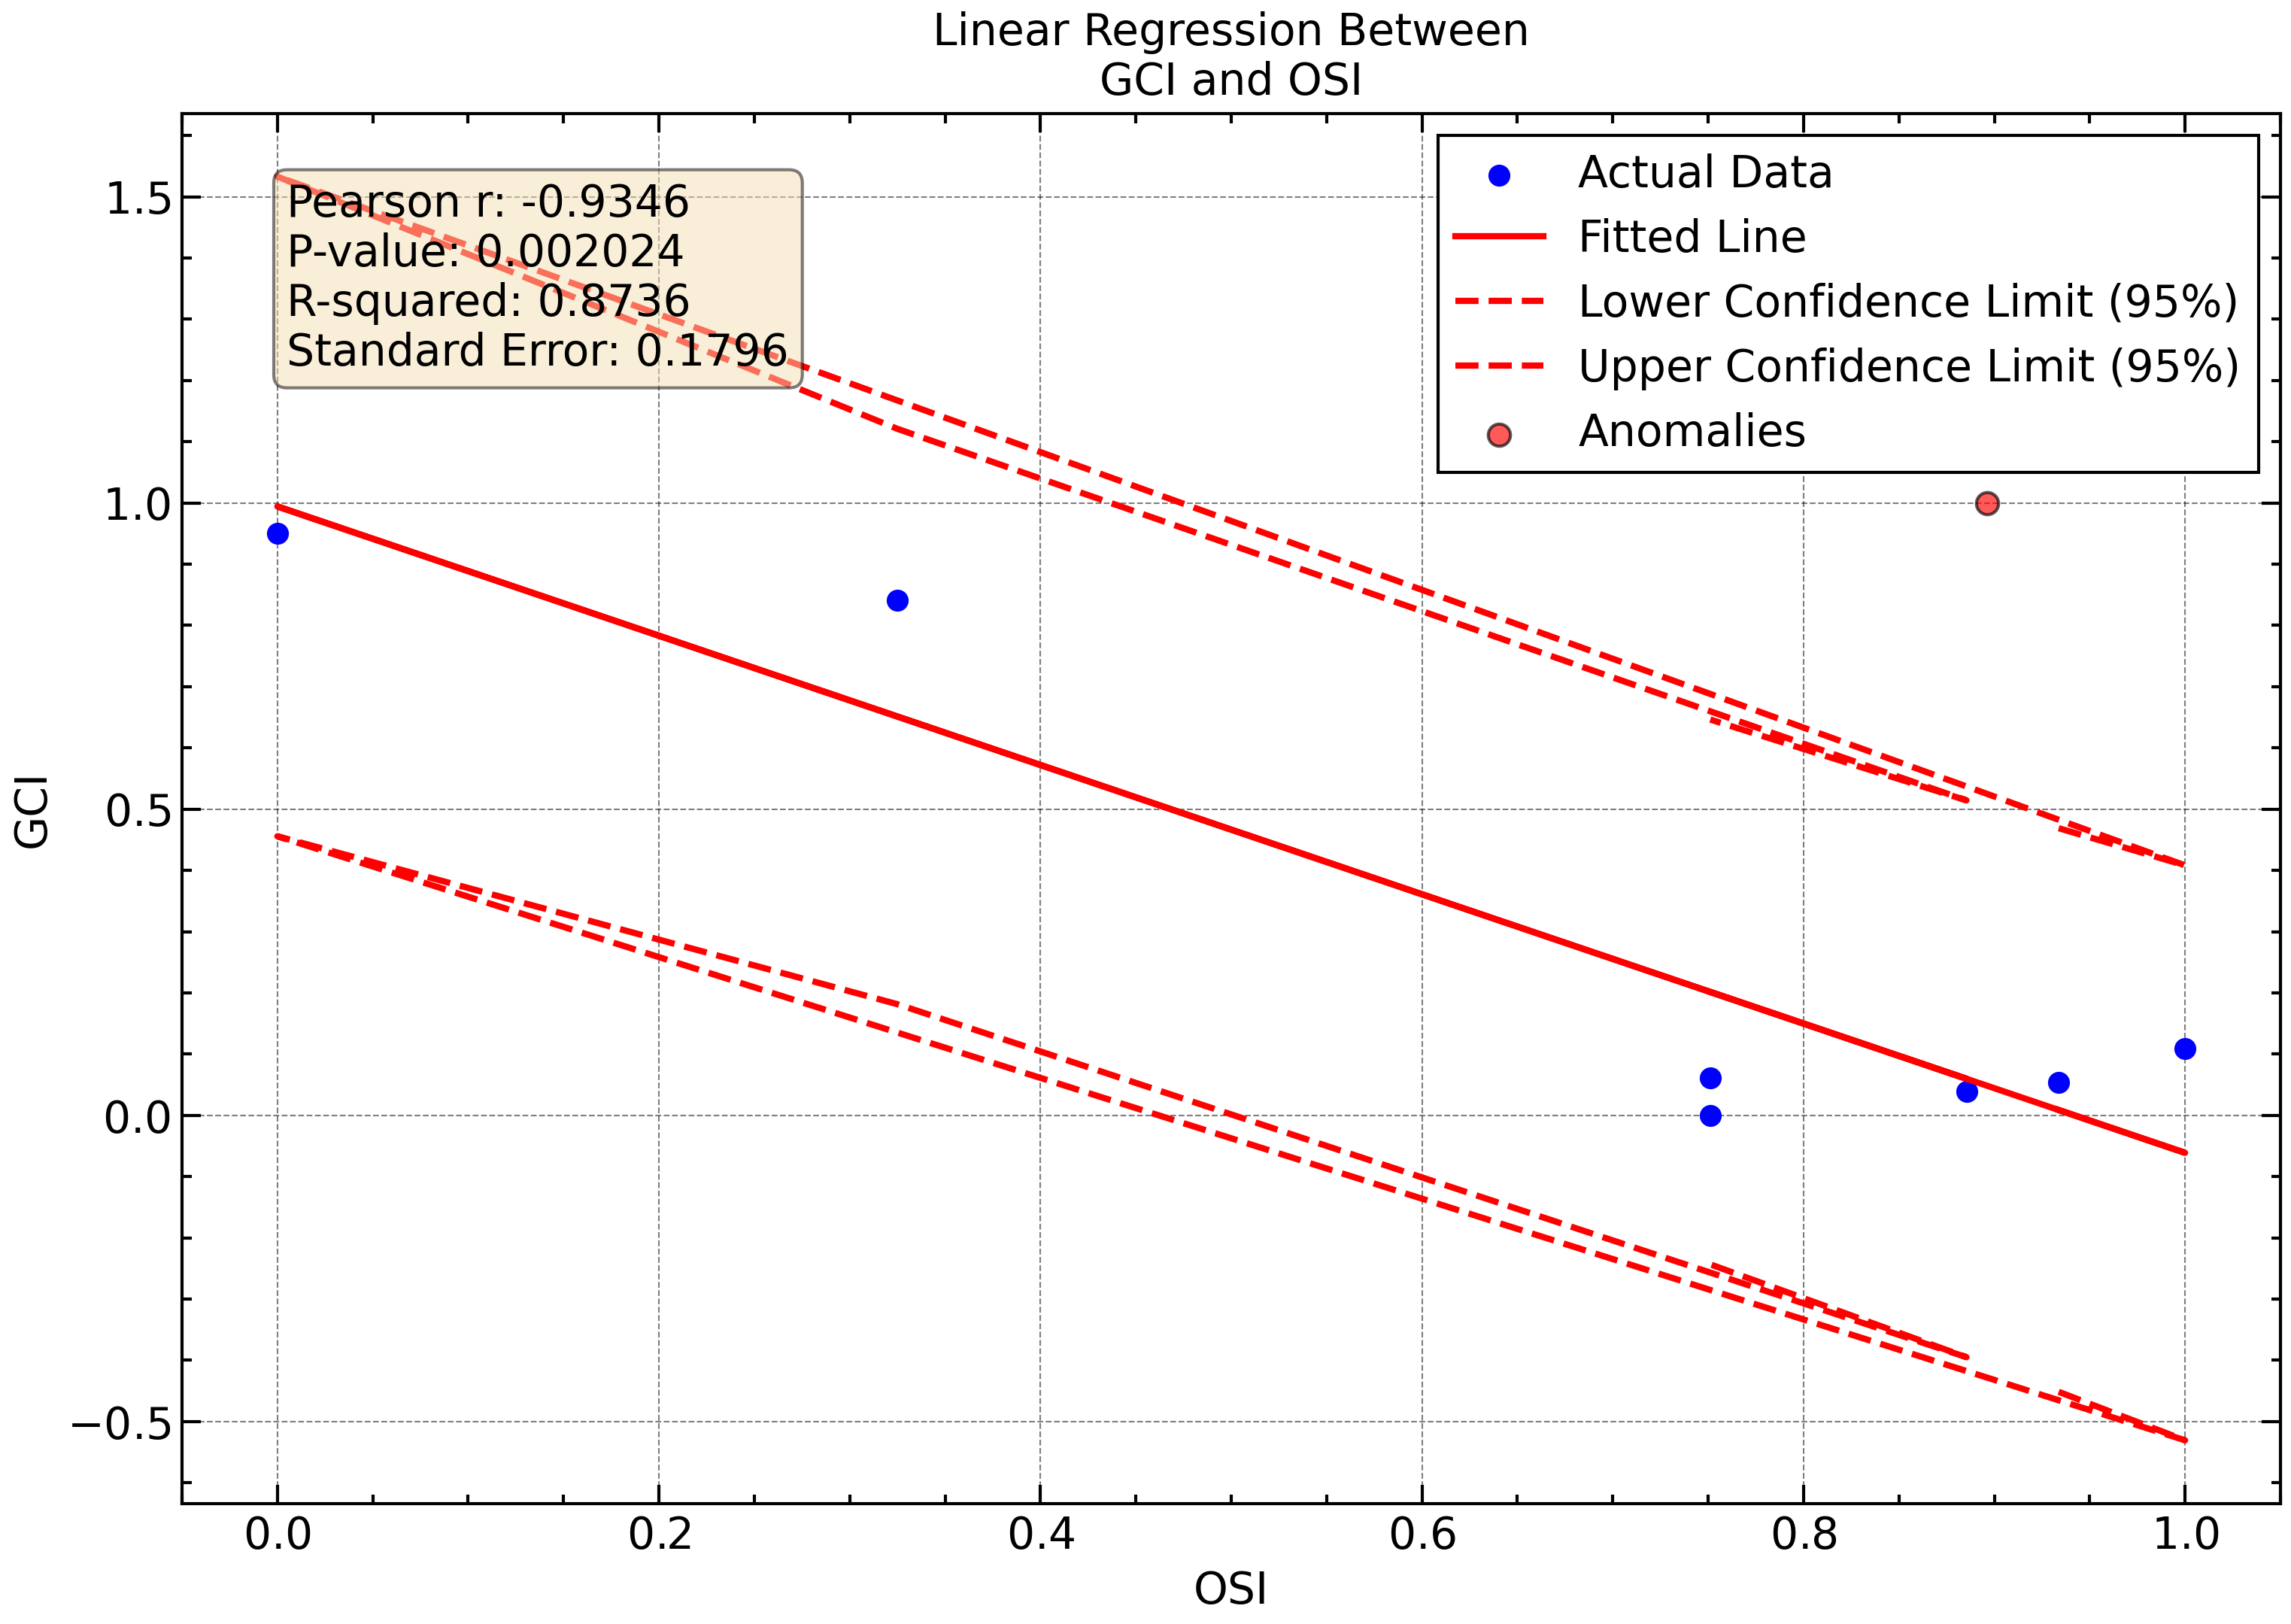 Linear Regression Between
GCI and OSI
Pearson r: -0.9346
P-value: 0.002024
R-squared: 0.8736
Standard Error: 0.1796
Actual Data
Fitted Line
Lower Confidence Limit (95%)
Upper Confidence Limit (95%)
Anomalies
GCI
1.5
1.0
0.5
0.0
−0.5
0.0 0.2 0.4 0.6 0.8 1.0
OSI